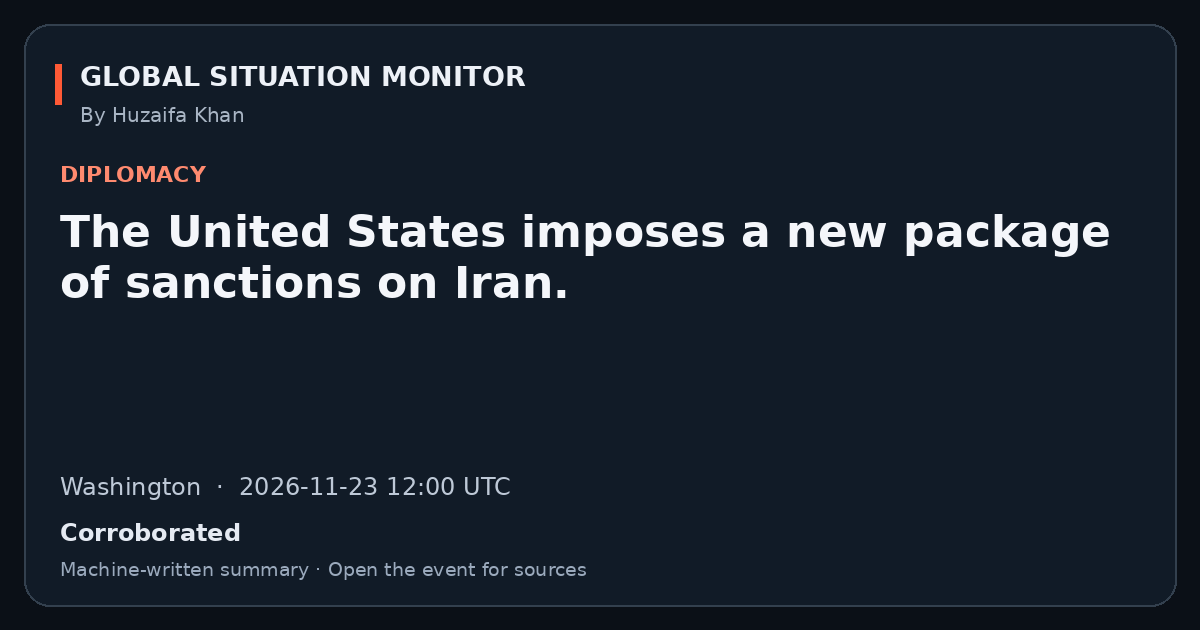 GLOBAL SITUATION MONITOR
By Huzaifa Khan
DIPLOMACY
The United States imposes a new package
of sanctions on Iran.
Washington · 2026-11-23 12:00 UTC
Corroborated
Machine-written summary · Open the event for sources